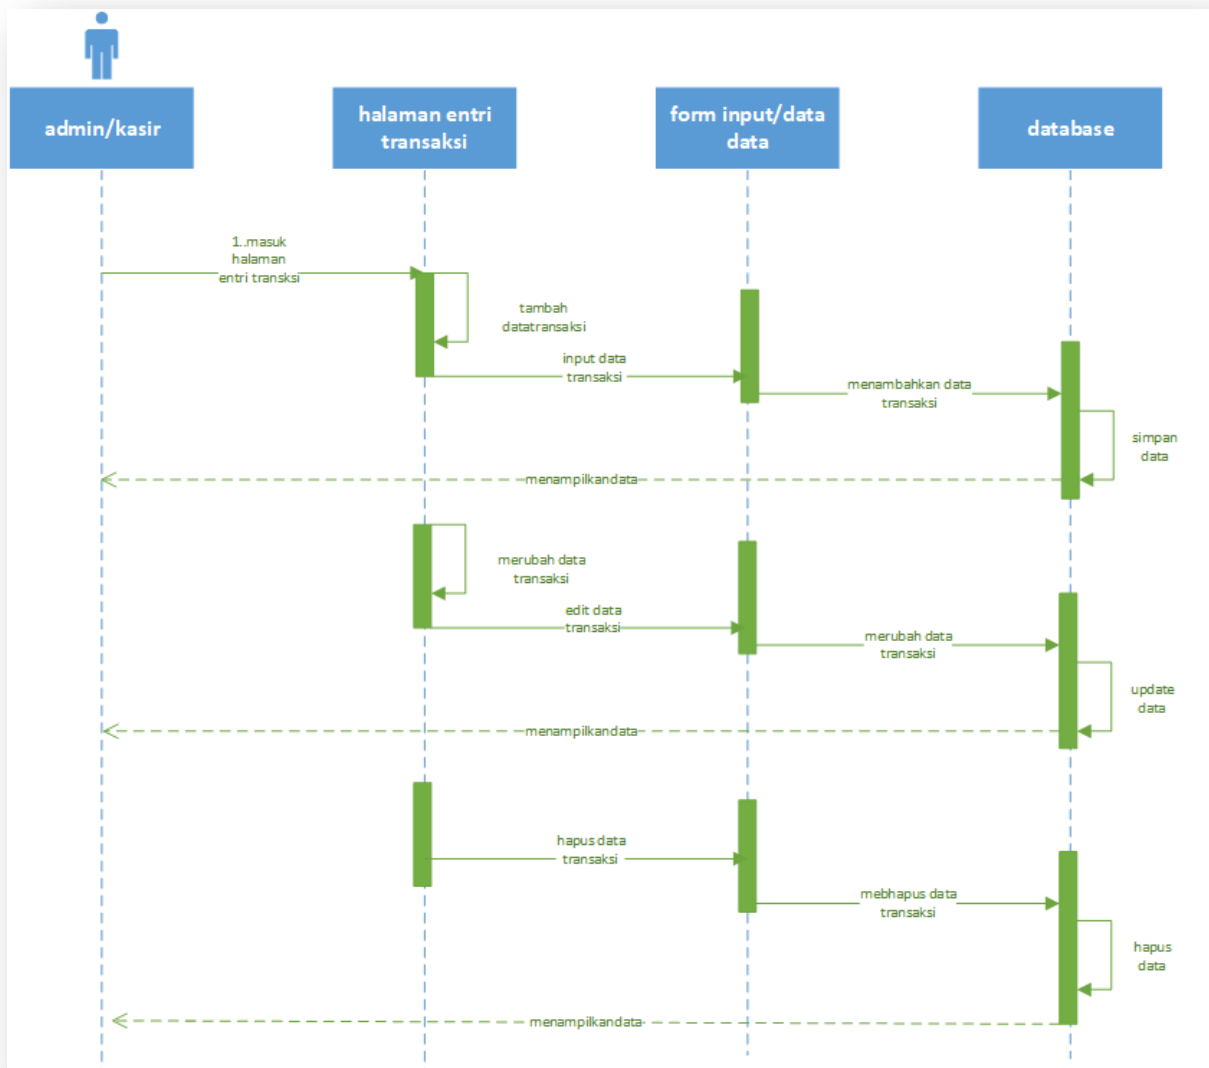 admin/kasir
halaman entri
transaksi
form input/data
data
database
1..masuk
halaman
entri transksi
tambah
datatransaksi
input data
transaksi
menambahkan data
transaksi
simpan
data
menampilkandata
merubah data
transaksi
edit data
transaksi
merubah data
transaksi
update
data
menampilkandata
hapus data
transaksi
mebhapus data
transaksi
hapus
data
menampilkandata